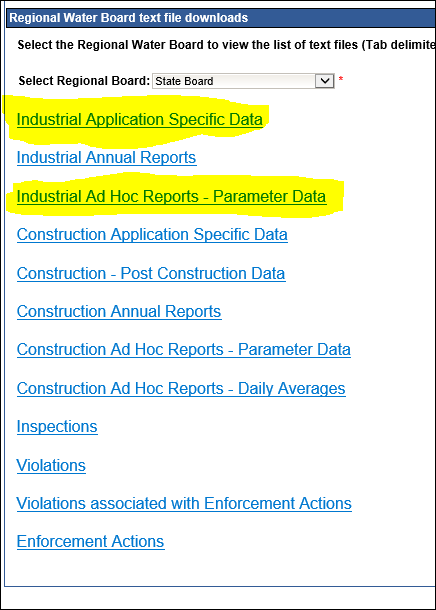 Regional Water Board text file downloads
Select the Regional Water Board to view the list of text files (Tab delimite
Select Regional Board: State Board *
Industrial Application Specific Data
Industrial Annual Reports
Industrial Ad Hoc Reports - Parameter Data
Construction Application Specific Data
Construction - Post Construction Data
Construction Annual Reports
Construction Ad Hoc Reports - Parameter Data
Construction Ad Hoc Reports - Daily Averages
Inspections
Violations
Violations associated with Enforcement Actions
Enforcement Actions